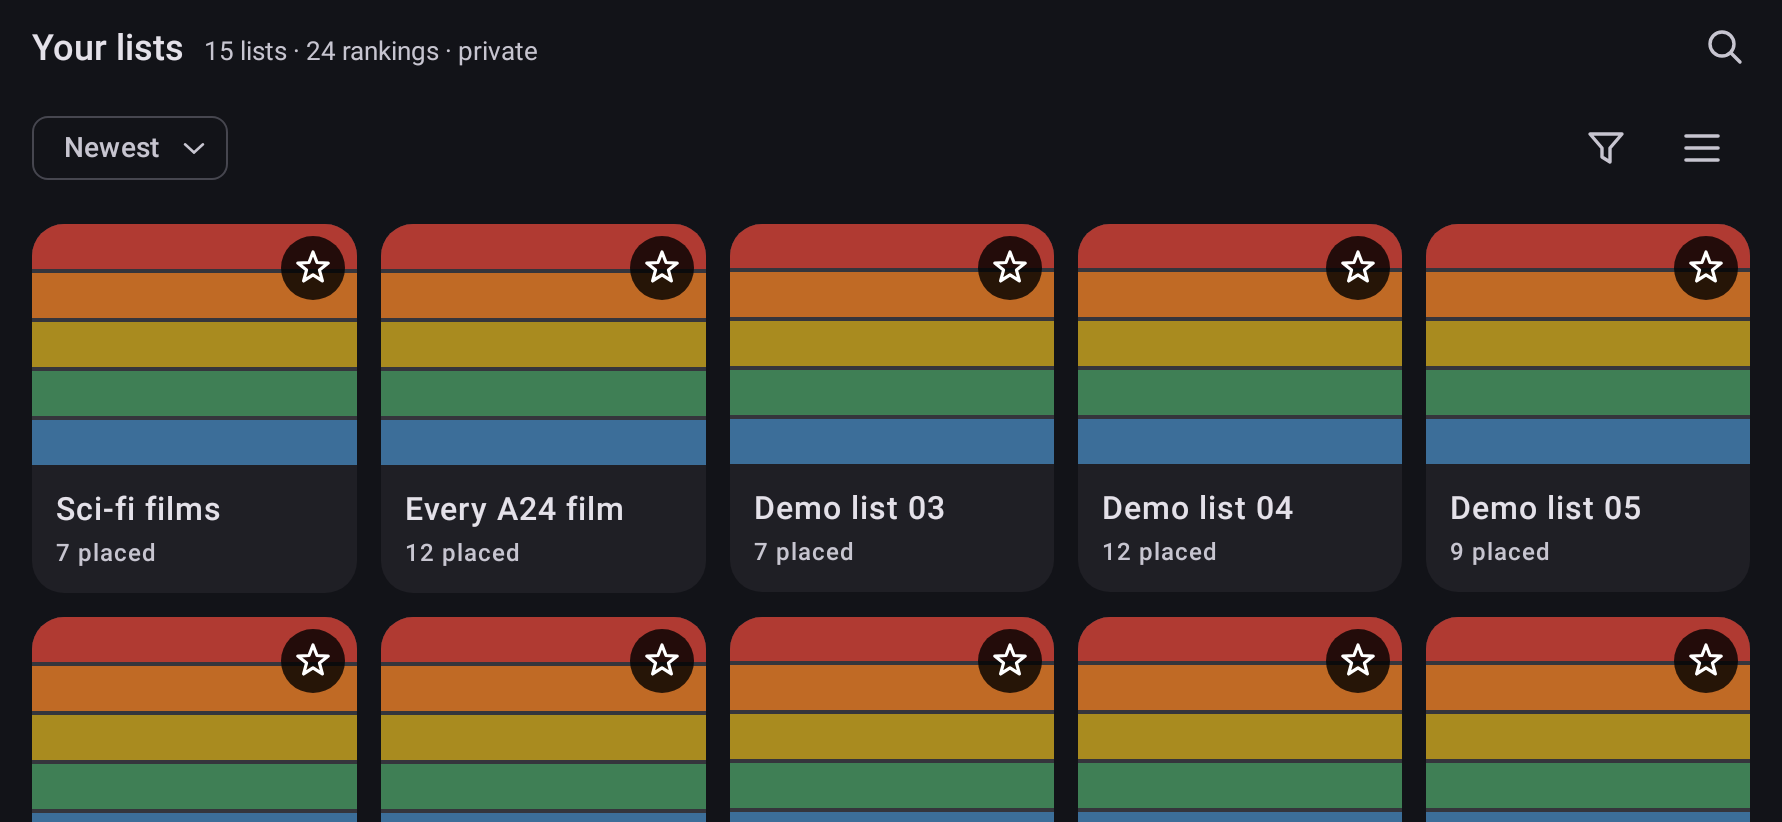 Your lists 15 lists · 24 rankings · private
Newest
Sci-fi films
7 placed
Every A24 film
12 placed
Demo list 03
7 placed
Demo list 04
12 placed
Demo list 05
9 placed